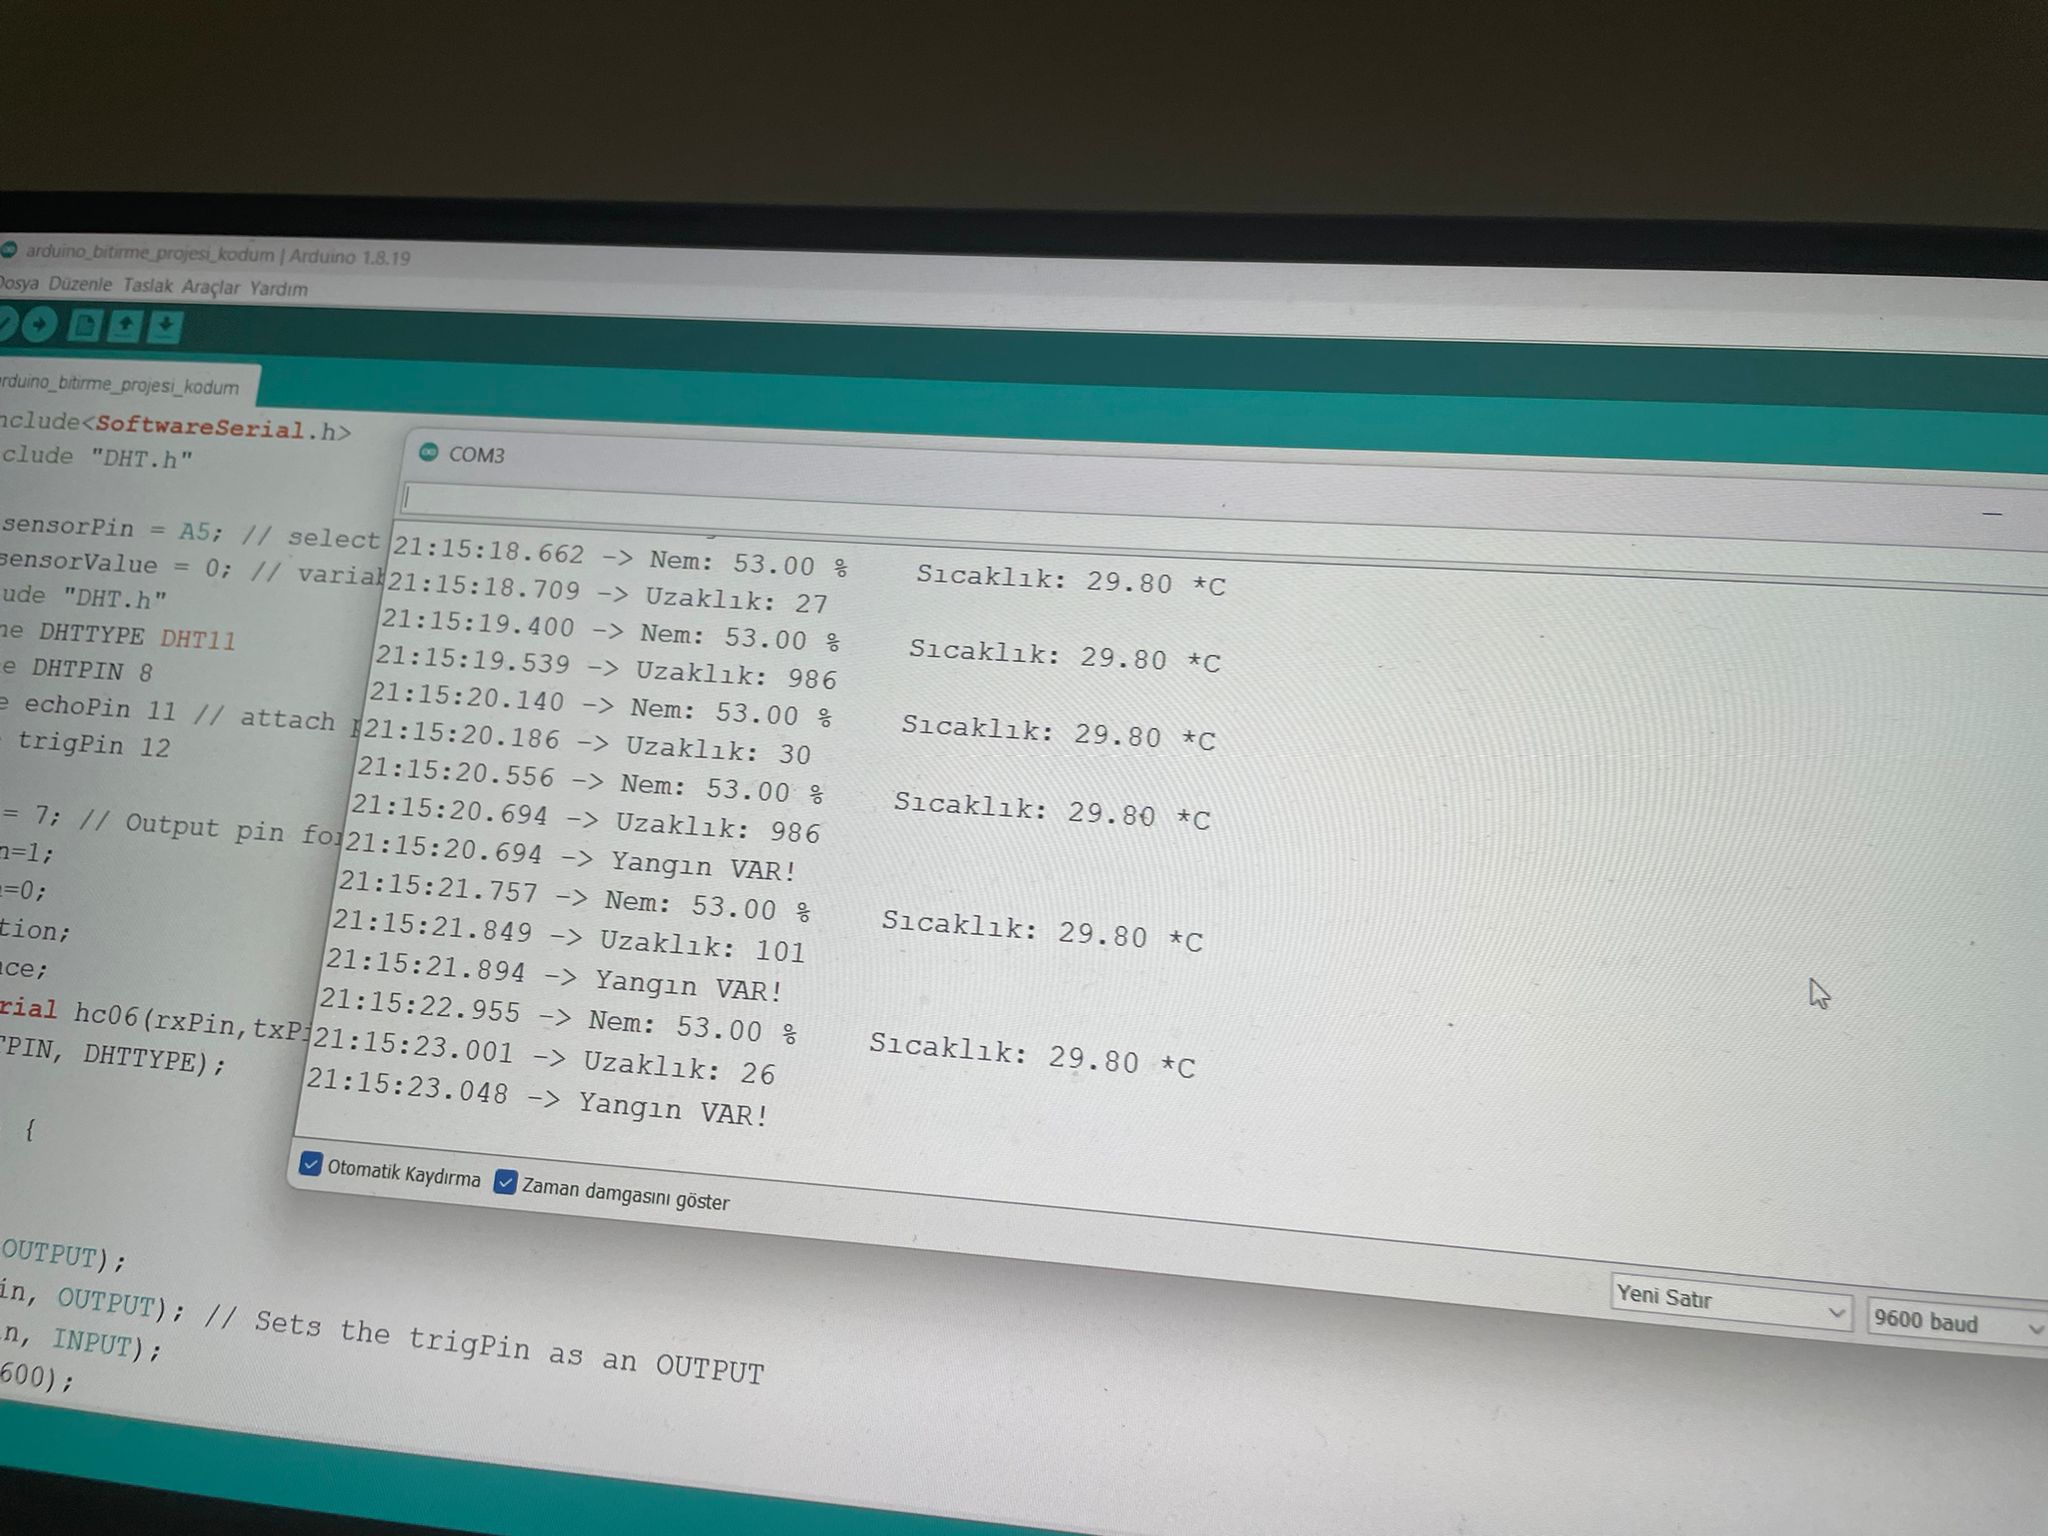 arduino_bitirme_projesi_kodum | Arduino 1.8.19
Dosya Düzenle Taslak Araçlar Yardım
arduino_bitirme_projesi_kodum
nclude<SoftwareSerial.h>
clude "DHT.h"
sensorPin = A5; // select
sensorValue = 0; // variab
ude "DHT.h"
ne DHTTYPE DHT11
e DHTPIN 8
e echoPin 11 // attach p
trigPin 12
= 7; // Output pin for
n=1;
=0;
tion;
nce;
rial hc06(rxPin,txPi
TPIN, DHTTYPE);
{
OUTPUT);
in, OUTPUT); // Sets the trigPin as an OUTPUT
n, INPUT);
600);
COM3
21:15:18.662 -> Nem: 53.00 % Sıcaklık: 29.80 *C
21:15:18.709 -> Uzaklık: 27
21:15:19.400 -> Nem: 53.00 % Sıcaklık: 29.80 *C
21:15:19.539 -> Uzaklık: 986
21:15:20.140 -> Nem: 53.00 % Sıcaklık: 29.80 *C
21:15:20.186 -> Uzaklık: 30
21:15:20.556 -> Nem: 53.00 % Sıcaklık: 29.80 *C
21:15:20.694 -> Uzaklık: 986
21:15:20.694 -> Yangın VAR!
21:15:21.757 -> Nem: 53.00 % Sıcaklık: 29.80 *C
21:15:21.849 -> Uzaklık: 101
21:15:21.894 -> Yangın VAR!
21:15:22.955 -> Nem: 53.00 % Sıcaklık: 29.80 *C
21:15:23.001 -> Uzaklık: 26
21:15:23.048 -> Yangın VAR!
Otomatik Kaydırma Zaman damgasını göster
Yeni Satır
9600 baud